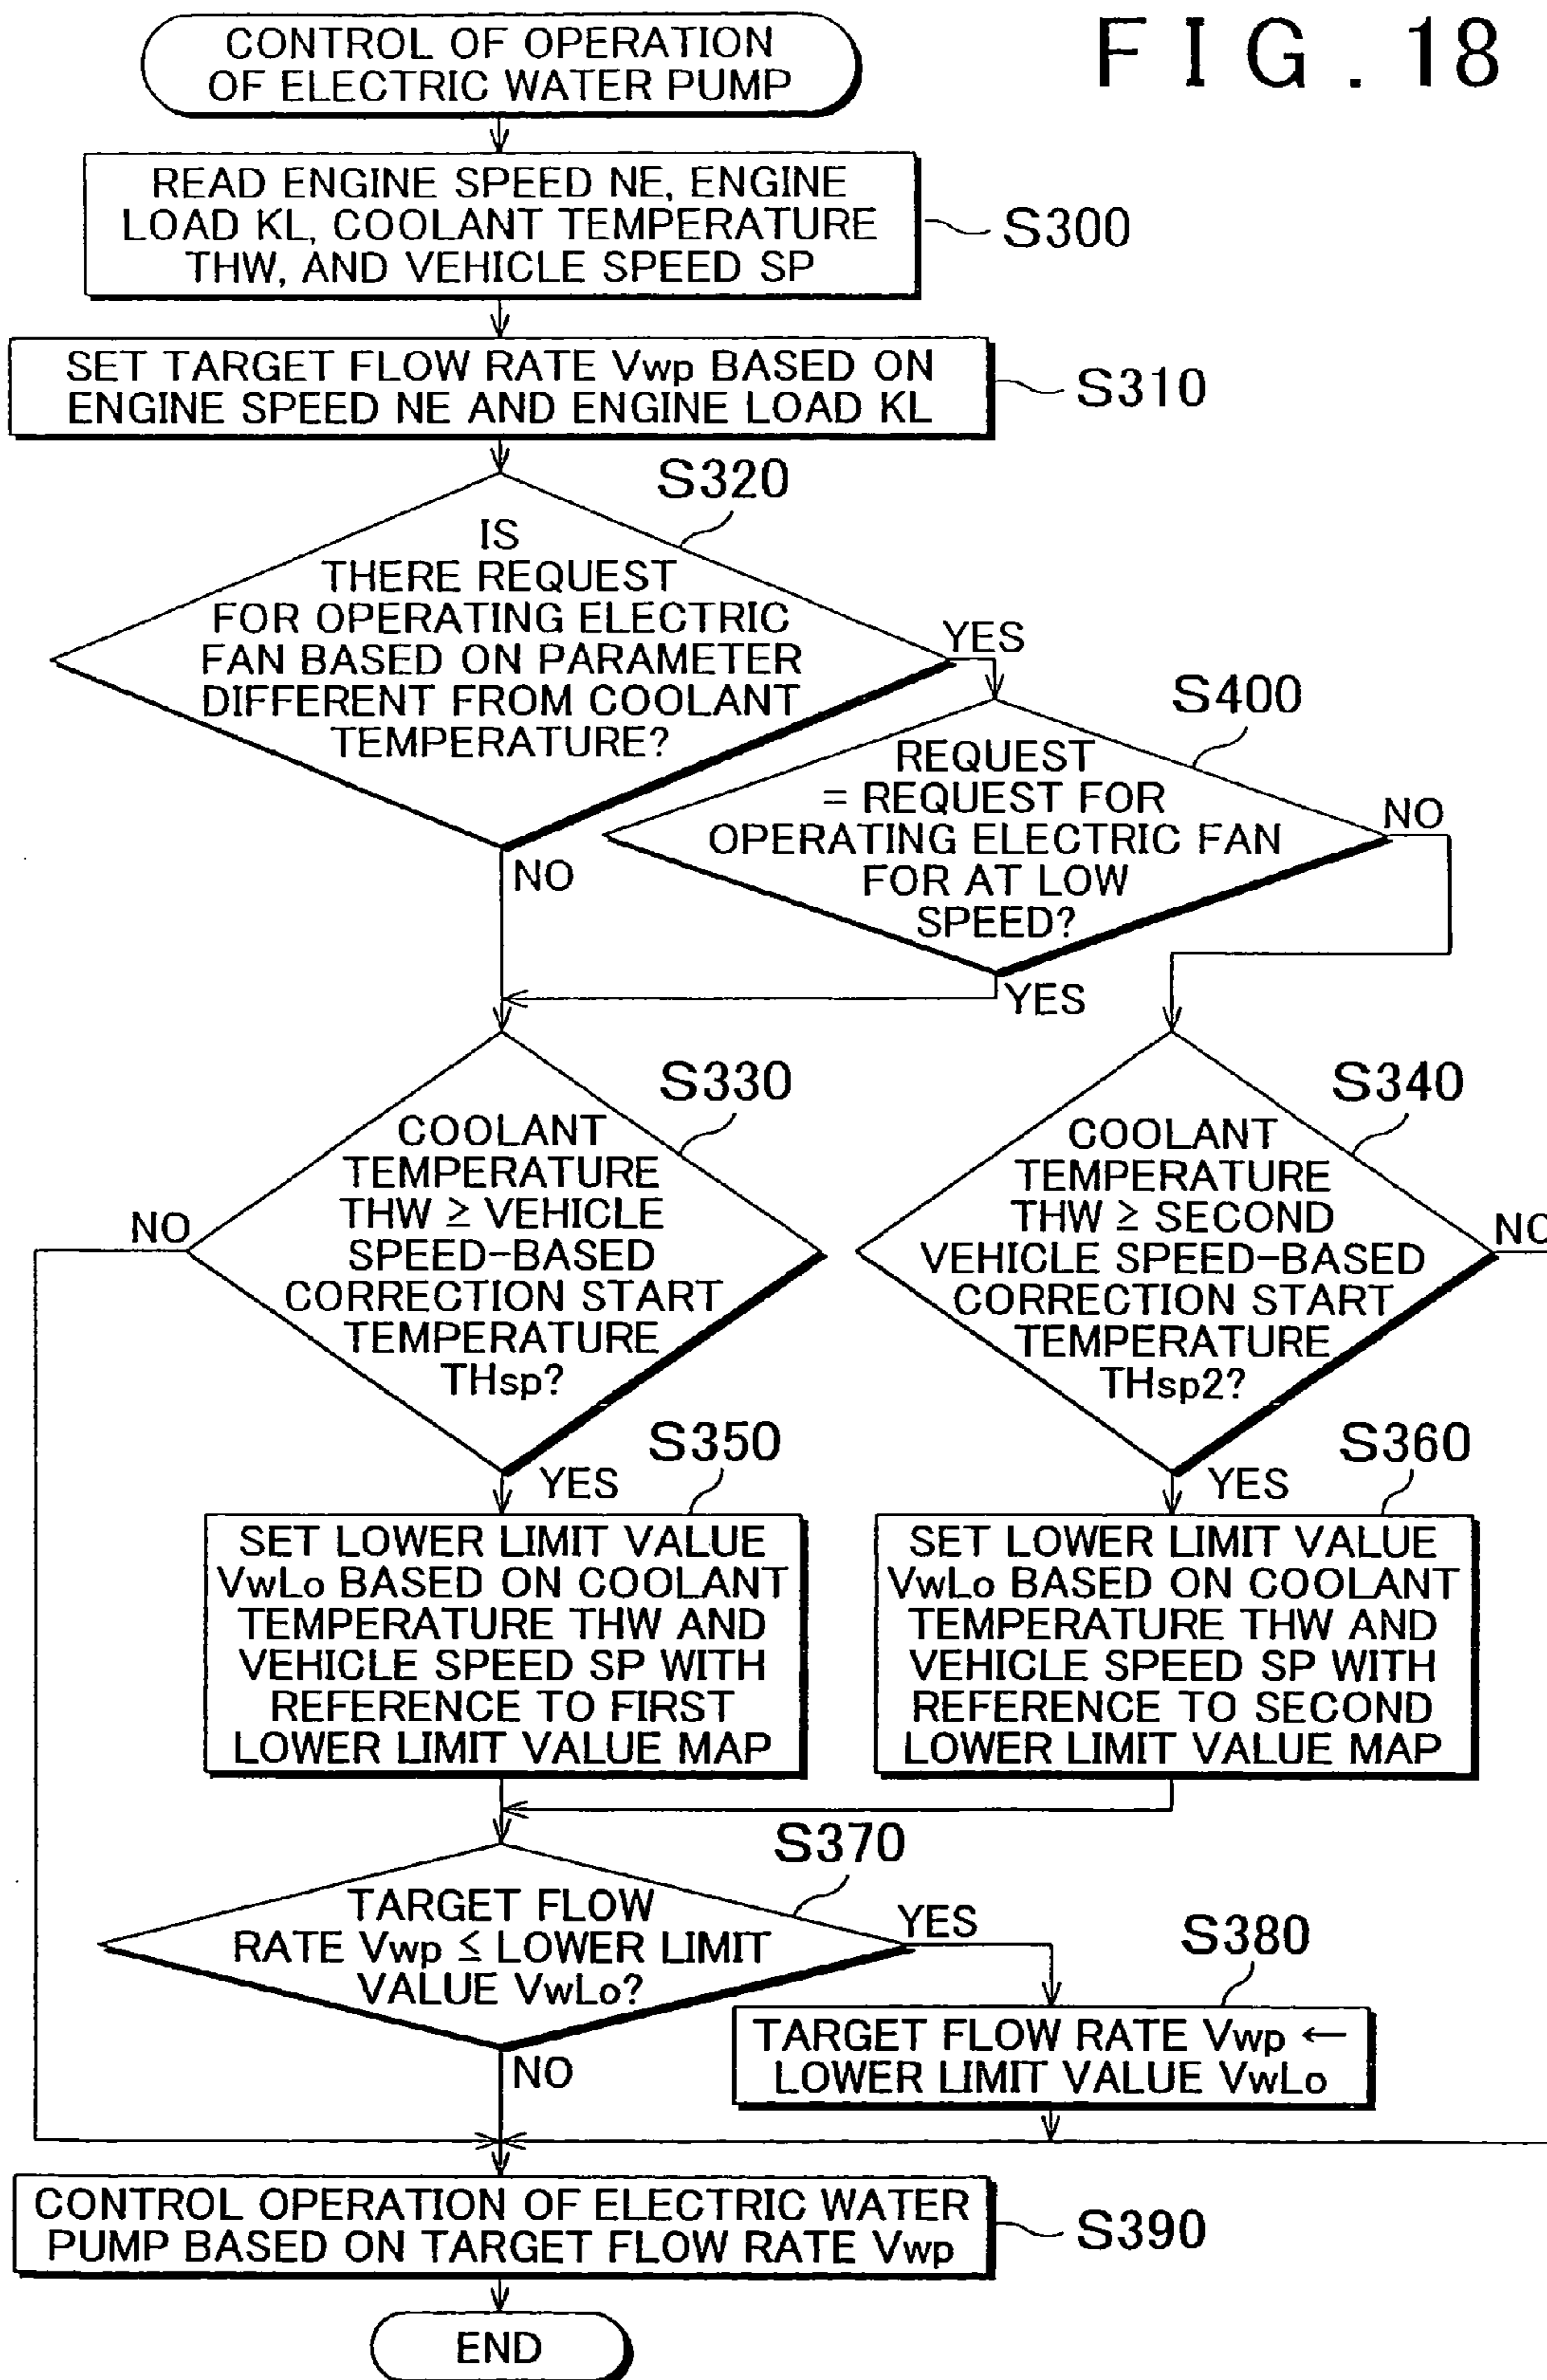 FIG.18
CONTROL OF OPERATION
OF ELECTRIC WATER PUMP
READ ENGINE SPEED NE, ENGINE
LOAD KL, COOLANT TEMPERATURE
THW, AND VEHICLE SPEED SP
S300
SET TARGET FLOW RATE Vwp BASED ON
ENGINE SPEED NE AND ENGINE LOAD KL
S310
S320
IS
THERE REQUEST
FOR OPERATING ELECTRIC
FAN BASED ON PARAMETER
DIFFERENT FROM COOLANT
TEMPERATURE?
YES
NO
S400
REQUEST
= REQUEST FOR
OPERATING ELECTRIC FAN
FOR AT LOW
SPEED?
NO
YES
S330
COOLANT
TEMPERATURE
THW ≥ VEHICLE
SPEED-BASED
CORRECTION START
TEMPERATURE
THsp?
NO
YES
S340
COOLANT
TEMPERATURE
THW ≥ SECOND
VEHICLE SPEED-BASED
CORRECTION START
TEMPERATURE
THsp2?
NO
YES
S350
SET LOWER LIMIT VALUE
VwLo BASED ON COOLANT
TEMPERATURE THW AND
VEHICLE SPEED SP WITH
REFERENCE TO FIRST
LOWER LIMIT VALUE MAP
S360
SET LOWER LIMIT VALUE
VwLo BASED ON COOLANT
TEMPERATURE THW AND
VEHICLE SPEED SP WITH
REFERENCE TO SECOND
LOWER LIMIT VALUE MAP
S370
TARGET FLOW
RATE Vwp ≤ LOWER LIMIT
VALUE VwLo?
YES
NO
S380
TARGET FLOW RATE Vwp ←
LOWER LIMIT VALUE VwLo
CONTROL OPERATION OF ELECTRIC WATER
PUMP BASED ON TARGET FLOW RATE Vwp
S390
END